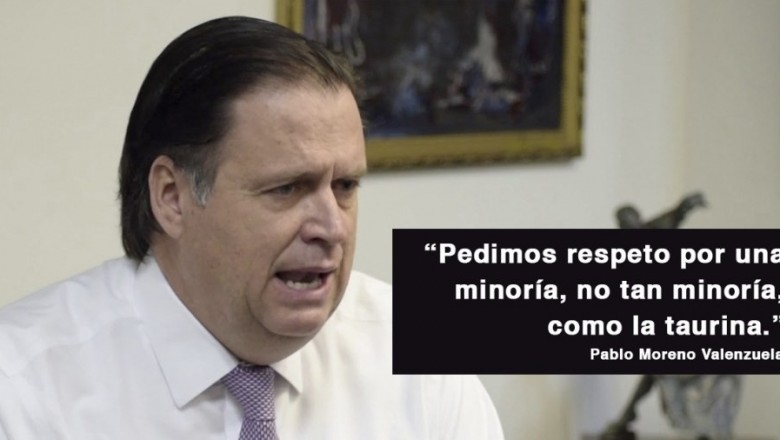 “Pedimos respeto por una
minoría, no tan minoría,
como la taurina.”
Pablo Moreno Valenzuela